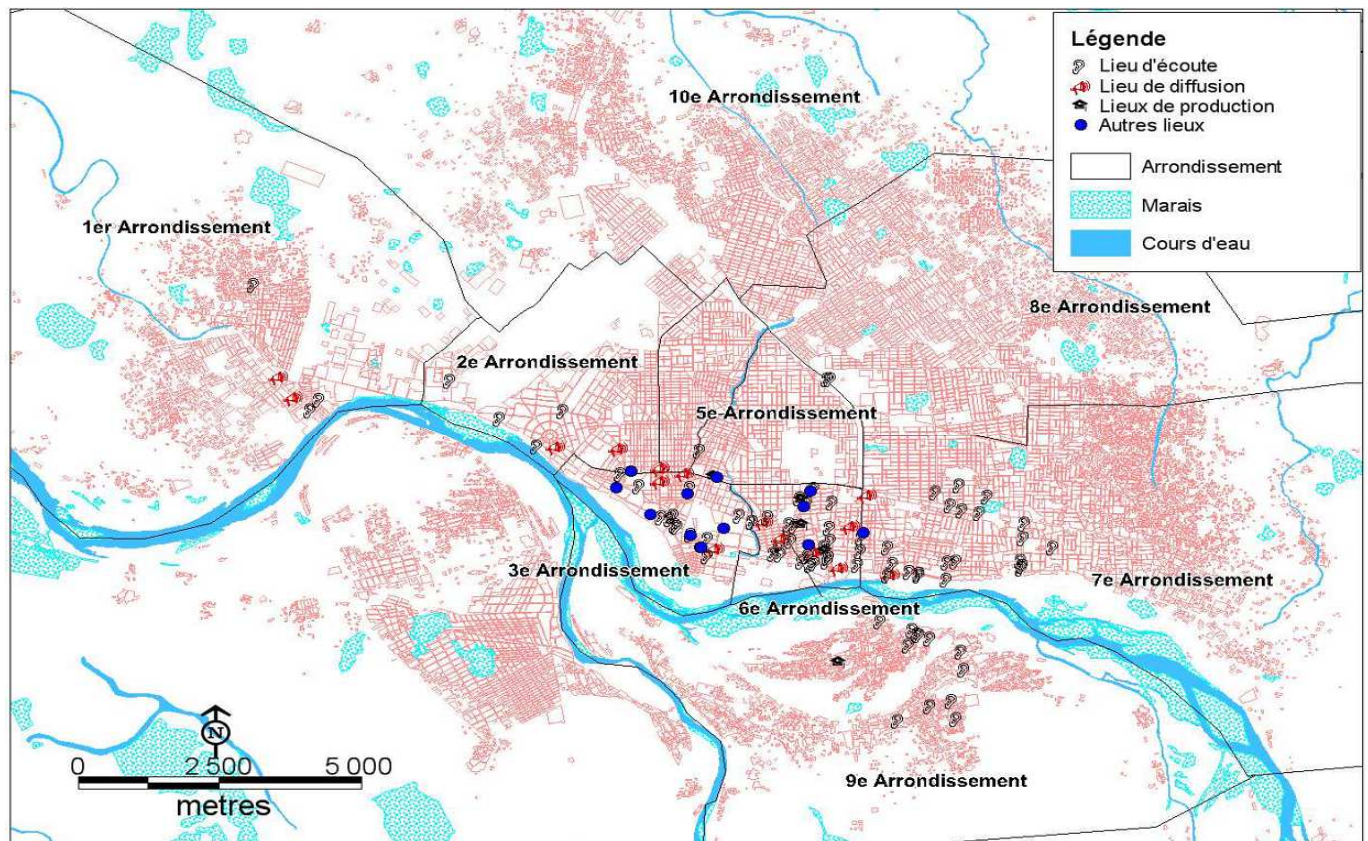 Légende
Lieu d'écoute
Lieu de diffusion
Lieux de production
Autres lieux
Arrondissement
Marais
Cours d'eau
10e Arrondissement
1er Arrondissement
8e Arrondissement
2e Arrondissement
5e Arrondissement
3e Arrondissement
7e Arrondissement
6e Arrondissement
9e Arrondissement
N
0 2 500 5 000
metres